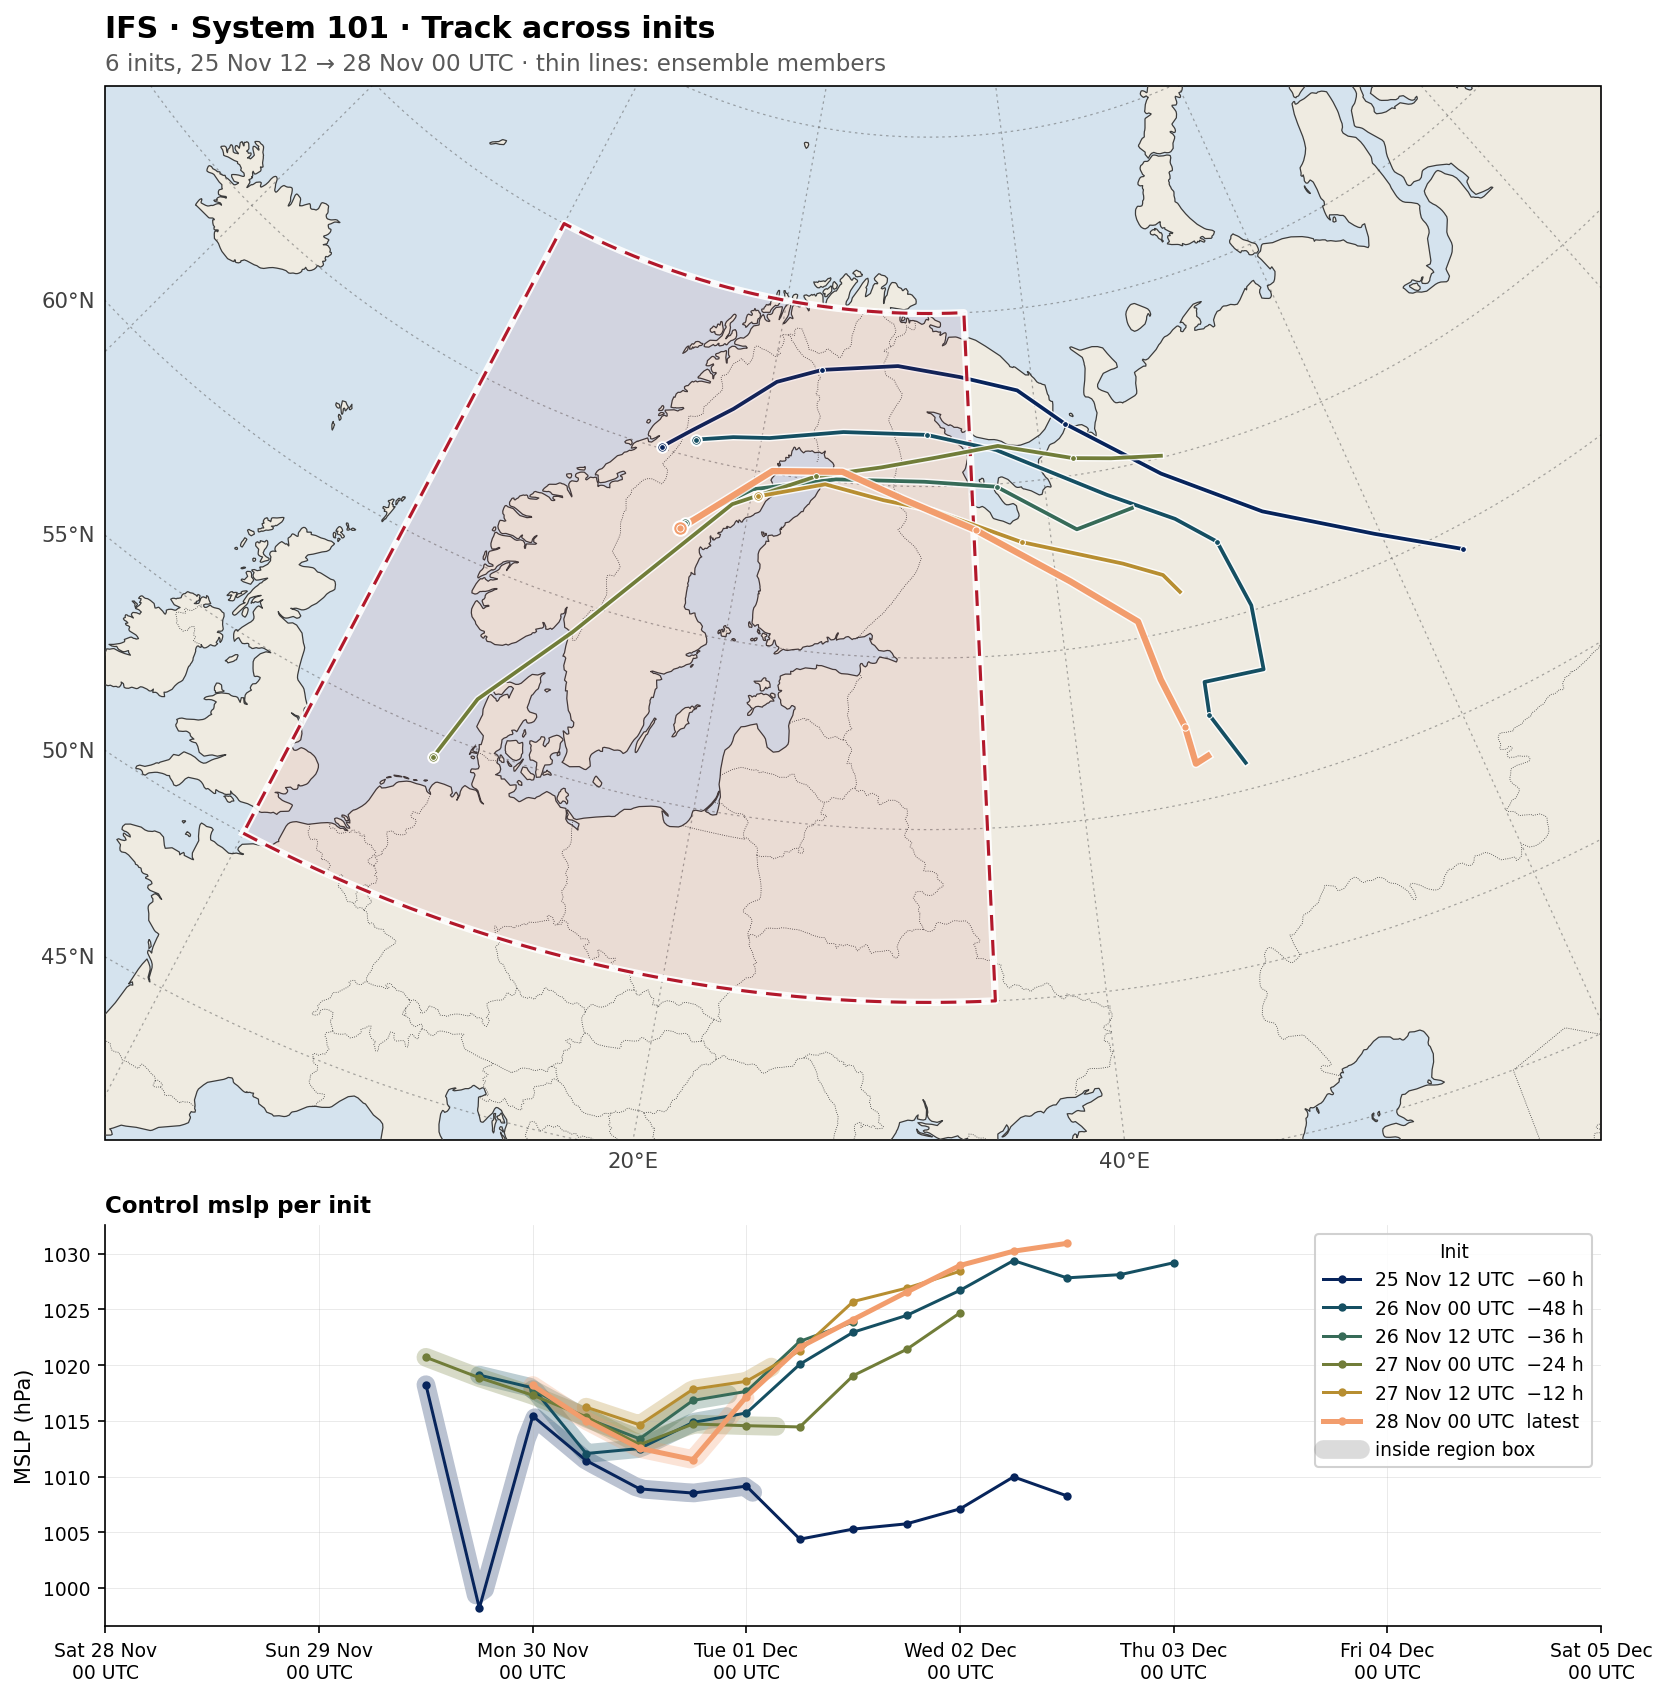 IFS · System 101 · Track across inits
6 inits, 25 Nov 12 → 28 Nov 00 UTC · thin lines: ensemble members
60°N
55°N
50°N
45°N
20°E
40°E
Control mslp per init
MSLP (hPa)
1030
1025
1020
1015
1010
1005
1000
Init
25 Nov 12 UTC −60 h
26 Nov 00 UTC −48 h
26 Nov 12 UTC −36 h
27 Nov 00 UTC −24 h
27 Nov 12 UTC −12 h
28 Nov 00 UTC latest
inside region box
Sat 28 Nov
00 UTC
Sun 29 Nov
00 UTC
Mon 30 Nov
00 UTC
Tue 01 Dec
00 UTC
Wed 02 Dec
00 UTC
Thu 03 Dec
00 UTC
Fri 04 Dec
00 UTC
Sat 05 Dec
00 UTC